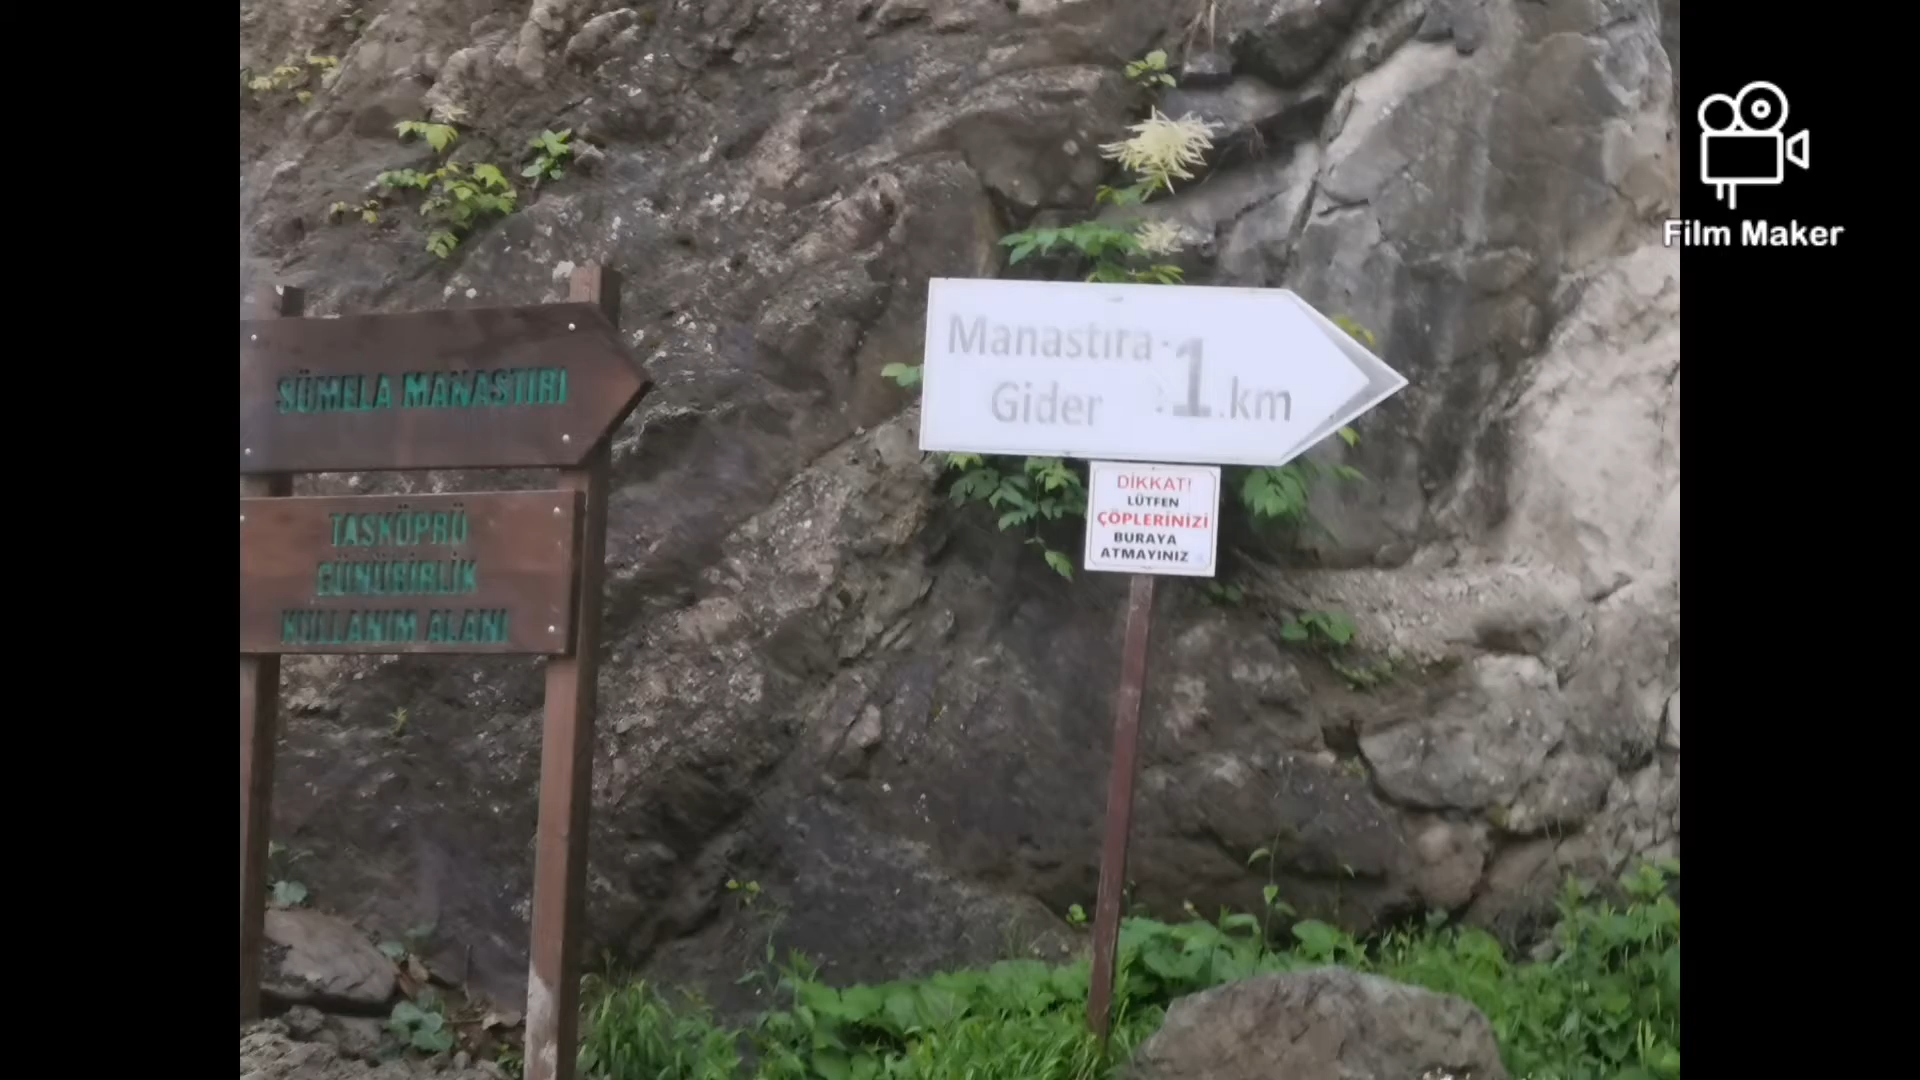 SÜMELA MANASTIRI
TAŞKÖPRÜ
GÜNÜBİRLİK
KULLANIM ALANI
Manastıra
Gider 1 km
DİKKAT!
LÜTFEN
ÇÖPLERİNİZİ
BURAYA
ATMAYINIZ
Film Maker